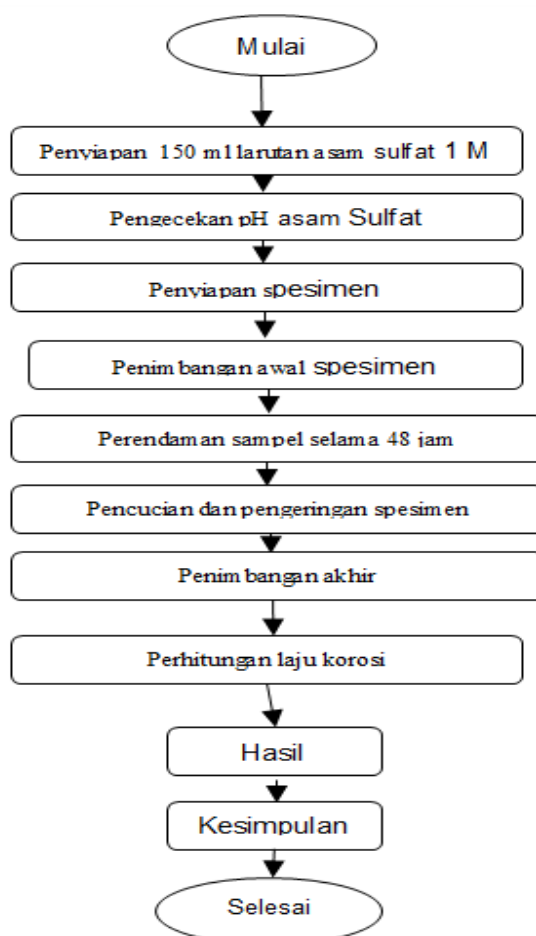 Mulai
Penyiapan 150 ml larutan asam sulfat 1 M
Pengecekan pH asam Sulfat
Penyiapan spesimen
Penimbangan awal spesimen
Perendaman sampel selama 48 jam
Pencucian dan pengeringan spesimen
Penimbangan akhir
Perhitungan laju korosi
Hasil
Kesimpulan
Selesai